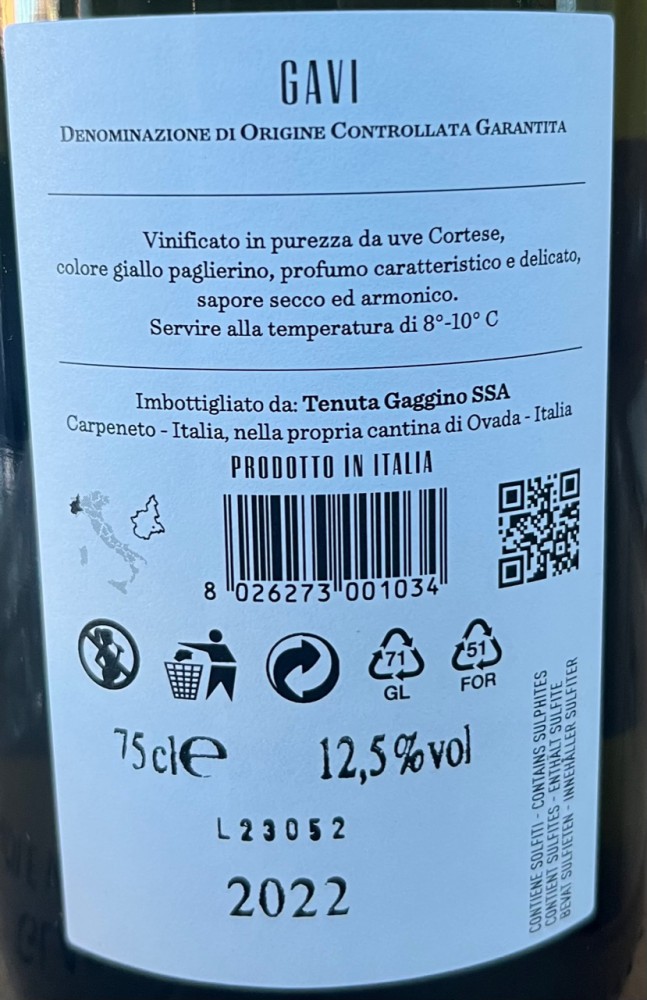 GAVI
DENOMINAZIONE DI ORIGINE CONTROLLATA GARANTITA
Vinificato in purezza da uve Cortese,
colore giallo paglierino, profumo caratteristico e delicato,
sapore secco ed armonico.
Servire alla temperatura di 8°-10° C
Imbottigliato da: Tenuta Gaggino SSA
Carpeneto - Italia, nella propria cantina di Ovada - Italia
PRODOTTO IN ITALIA
8 026273 001034
71
GL
51
FOR
75cl e
12,5%vol
L23052
2022
CONTIENE SOLFITI - CONTAINS SULPHITES
CONTIENT SULFITES - ENTHÄLT SULFITE
BEVAT SULFIETEN - INNEHÅLLER SULFITER